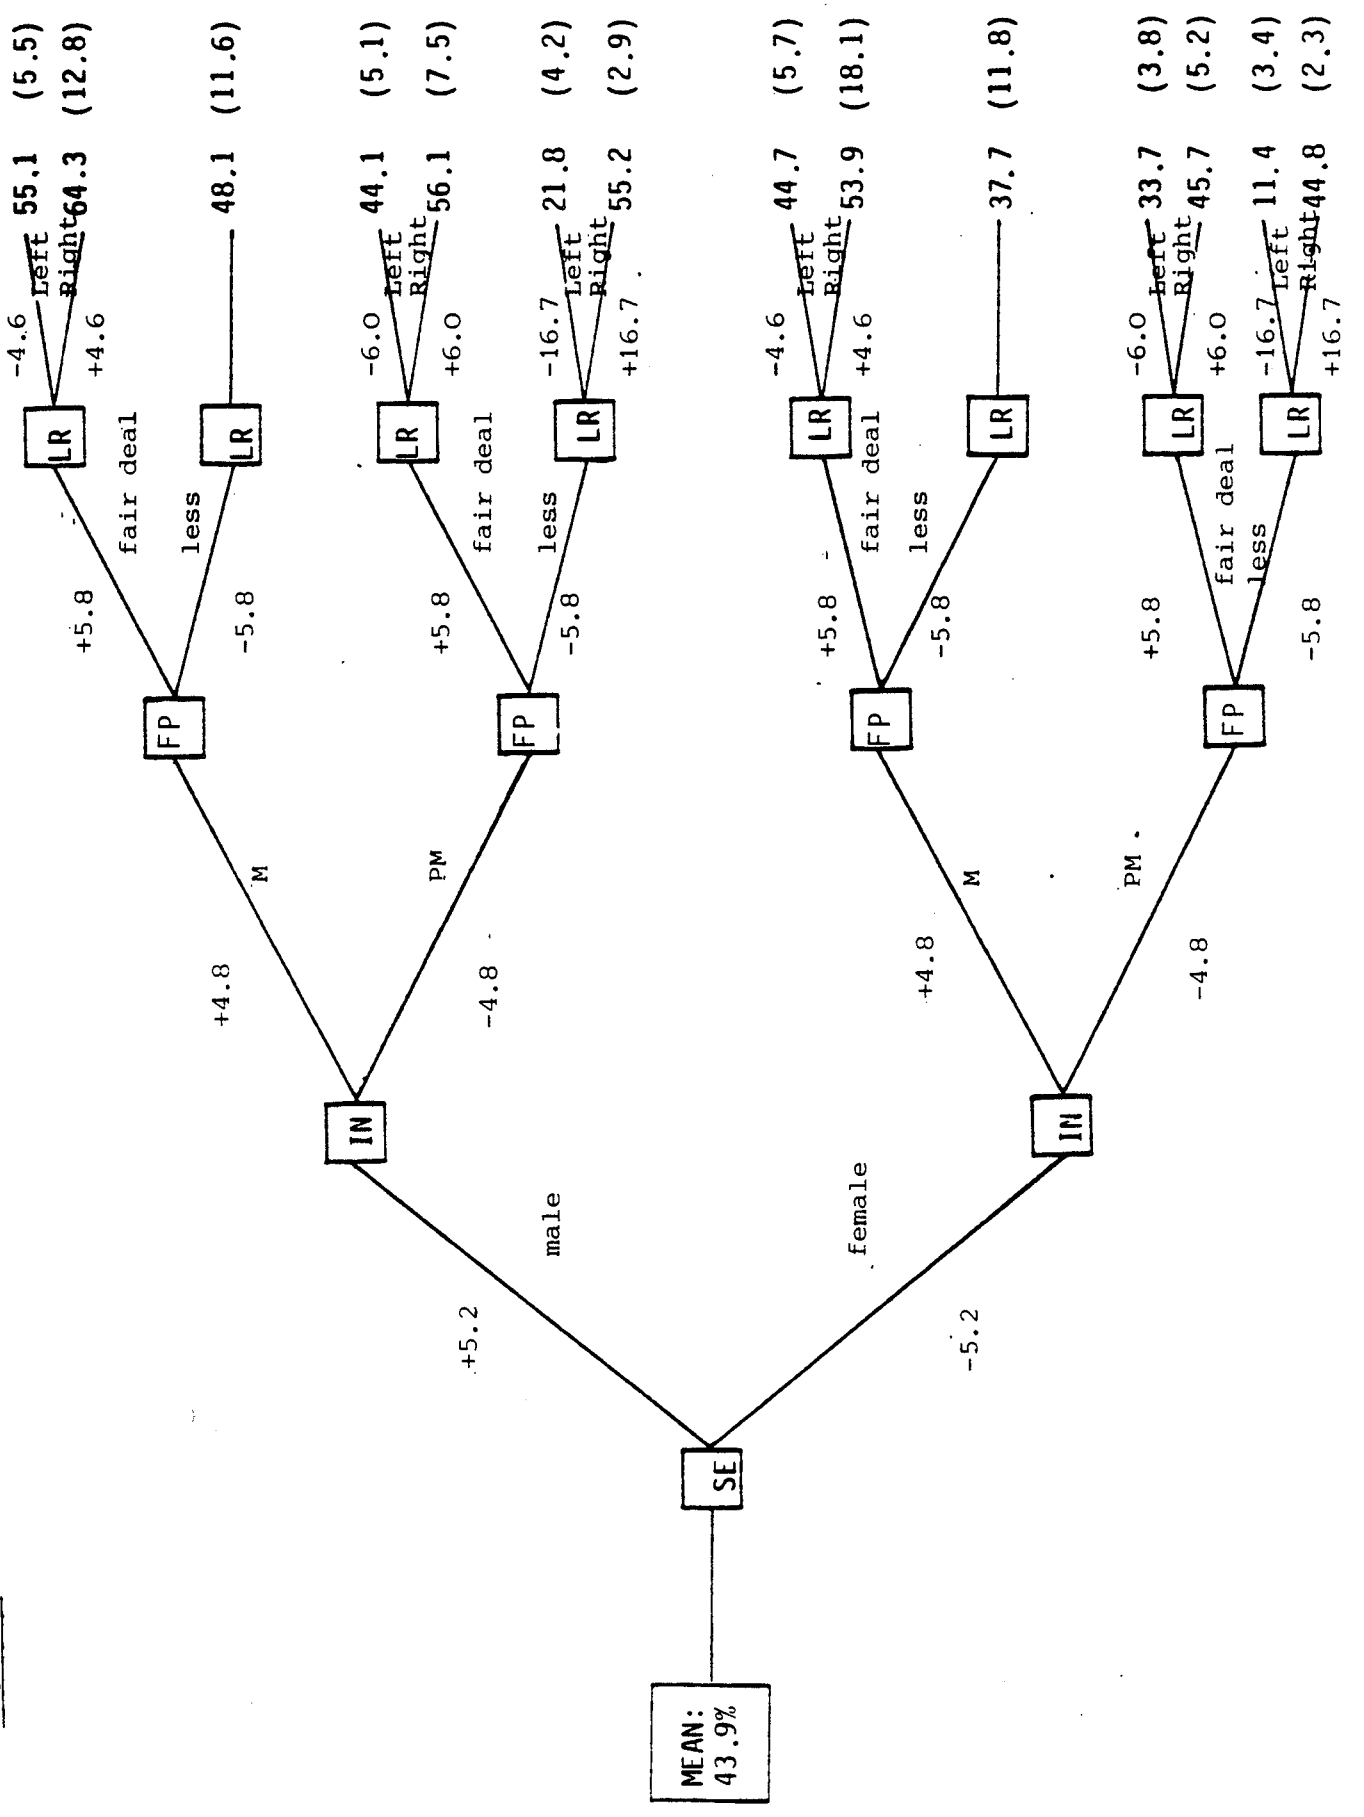 MEAN:
43.9%
SE
+5.2
male
-5.2
female
IN
+4.8
M
-4.8
PM
IN
+4.8
M
-4.8
PM
FP
+5.8
fair deal
less
-5.8
FP
+5.8
fair deal
less
-5.8
FP
+5.8
fair deal
less
-5.8
FP
+5.8
fair deal
less
-5.8
LR
-4.6
Left
Right
+4.6
55.1 (5.5)
64.3 (12.8)
LR
48.1 (11.6)
LR
-6.0
Left
Right
+6.0
44.1 (5.1)
56.1 (7.5)
LR
-16.7
Left
Right
+16.7
21.8 (4.2)
55.2 (2.9)
LR
-4.6
Left
Right
+4.6
44.7 (5.7)
53.9 (18.1)
LR
37.7 (11.8)
LR
-6.0
Left
Right
+6.0
33.7 (3.8)
45.7 (5.2)
LR
-16.7
Left
Right
+16.7
11.4 (3.4)
44.8 (2.3)